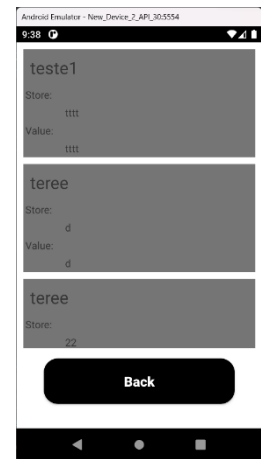 Android Emulator - New_Device_2_API_30:5554
9:38
teste1
Store:
tttt
Value:
tttt
teree
Store:
d
Value:
d
teree
Store:
22
Back